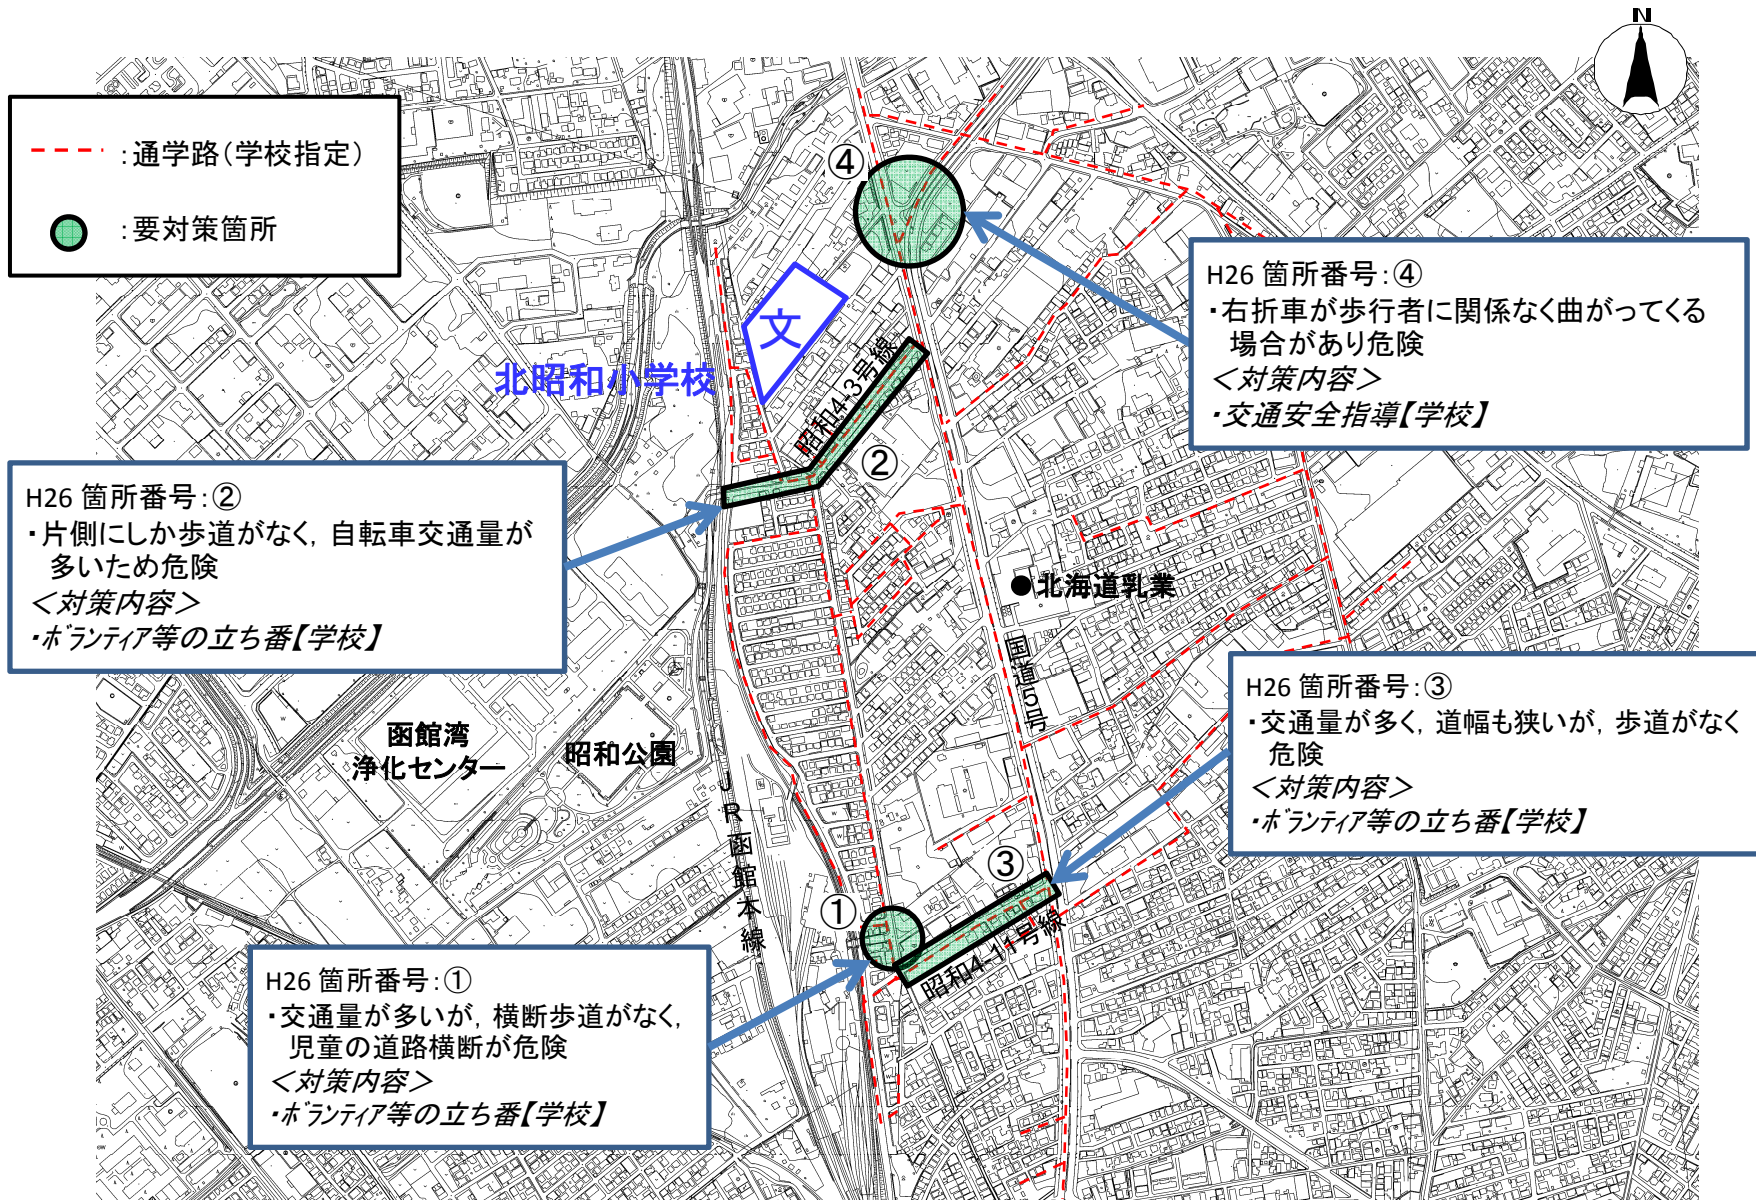 N
：通学路（学校指定）
：要対策箇所
④
H26 箇所番号：④
・右折車が歩行者に関係なく曲がってくる
場合があり危険
＜対策内容＞
・交通安全指導【学校】
文
北昭和小学校
昭和4-3号線
②
H26 箇所番号：②
・片側にしか歩道がなく，自転車交通量が
多いため危険
＜対策内容＞
・ﾎﾞﾗﾝﾃｨｱ等の立ち番【学校】
●北海道乳業
国道5号
H26 箇所番号：③
・交通量が多く，道幅も狭いが，歩道がなく
危険
＜対策内容＞
・ﾎﾞﾗﾝﾃｨｱ等の立ち番【学校】
函館湾
浄化センター
昭和公園
JR函館本線
③
①
昭和4-11号線
H26 箇所番号：①
・交通量が多いが，横断歩道がなく，
児童の道路横断が危険
＜対策内容＞
・ﾎﾞﾗﾝﾃｨｱ等の立ち番【学校】